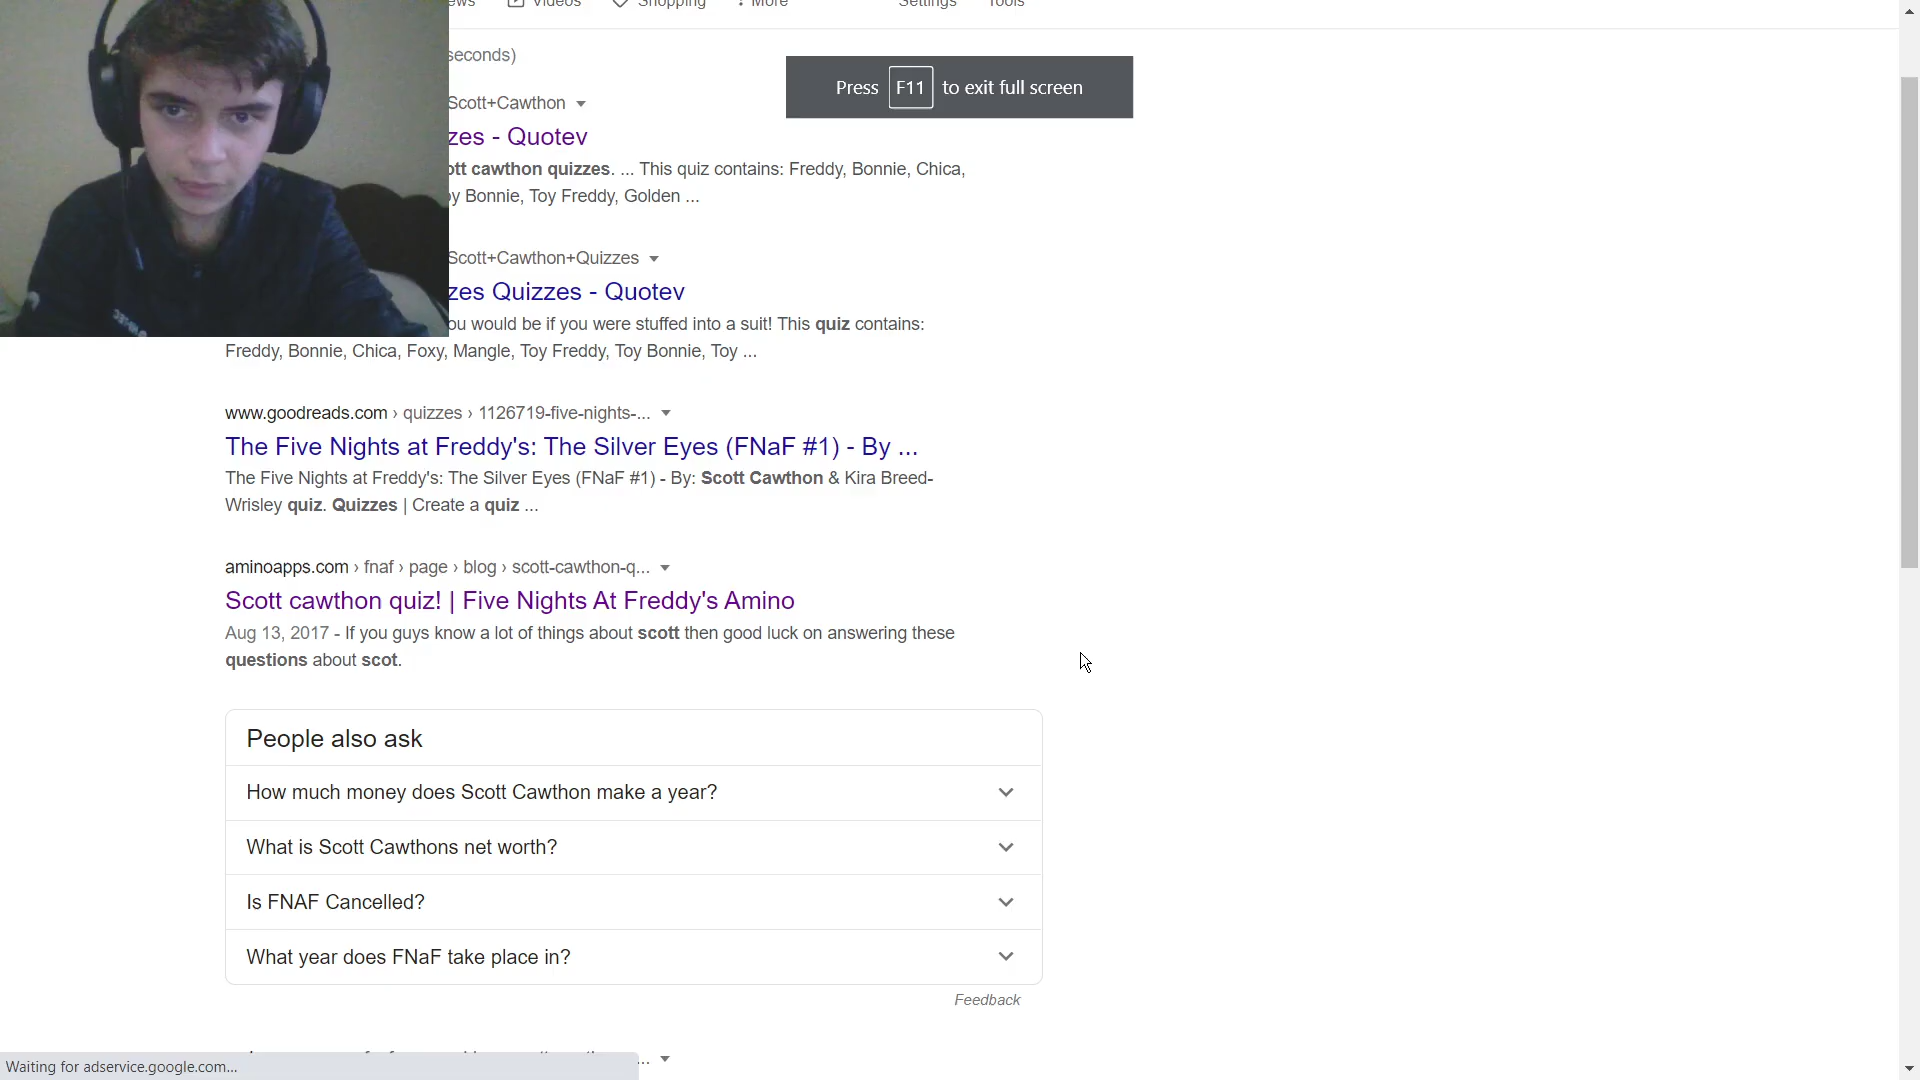 Videos
Shopping
More
Settings
Tools
seconds)
Press F11 to exit full screen
Scott+Cawthon
zes - Quotev
ott cawthon quizzes. ... This quiz contains: Freddy, Bonnie, Chica,
oy Bonnie, Toy Freddy, Golden ...
Scott+Cawthon+Quizzes
zes Quizzes - Quotev
ou would be if you were stuffed into a suit! This quiz contains:
Freddy, Bonnie, Chica, Foxy, Mangle, Toy Freddy, Toy Bonnie, Toy ...
www.goodreads.com › quizzes › 1126719-five-nights-...
The Five Nights at Freddy's: The Silver Eyes (FNaF #1) - By ...
The Five Nights at Freddy's: The Silver Eyes (FNaF #1) - By: Scott Cawthon & Kira Breed-
Wrisley quiz. Quizzes | Create a quiz ...
aminoapps.com › fnaf › page › blog › scott-cawthon-q...
Scott cawthon quiz! | Five Nights At Freddy's Amino
Aug 13, 2017 - If you guys know a lot of things about scott then good luck on answering these
questions about scot.
People also ask
How much money does Scott Cawthon make a year?
What is Scott Cawthons net worth?
Is FNAF Cancelled?
What year does FNaF take place in?
Feedback
Waiting for adservice.google.com...